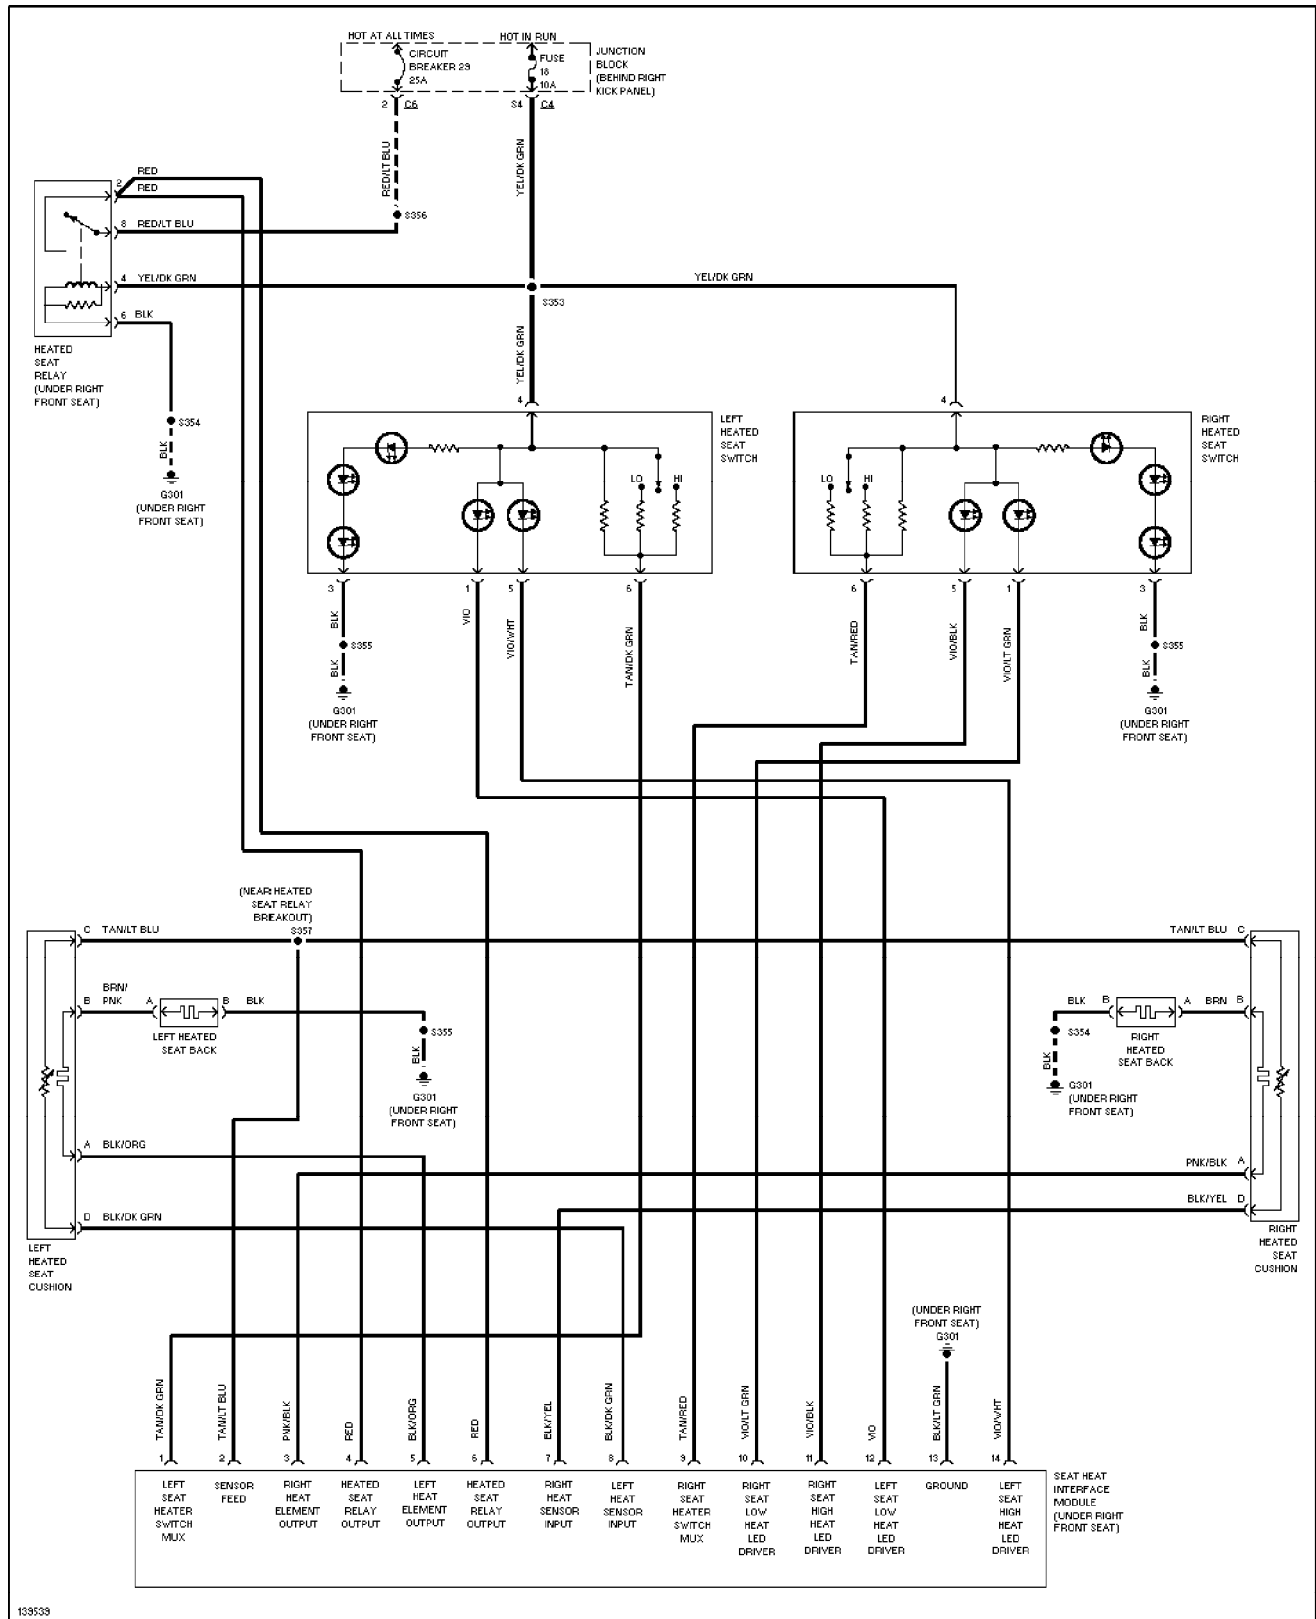 HOT AT ALL TIMES
HOT IN RUN
CIRCUIT
BREAKER 29
25A
FUSE
18
10A
JUNCTION
BLOCK
(BEHIND RIGHT
KICK PANEL)
2 C6
S4 C4
RED/LT BLU
YEL/DK GRN
S356
RED
2
RED
8 RED/LT BLU
4 YEL/DK GRN
YEL/DK GRN
S353
6 BLK
HEATED
SEAT
RELAY
(UNDER RIGHT
FRONT SEAT)
S354
BLK
G301
(UNDER RIGHT
FRONT SEAT)
YEL/DK GRN
4
4
LEFT
HEATED
SEAT
SWITCH
RIGHT
HEATED
SEAT
SWITCH
LO HI
LO HI
3 1 5 6
6 5 1 3
BLK
VIO
VIO/WHT
TAN/DK GRN
TAN/RED
VIO/BLK
VIO/LT GRN
BLK
S355
S355
BLK
BLK
G301
(UNDER RIGHT
FRONT SEAT)
G301
(UNDER RIGHT
FRONT SEAT)
(NEAR HEATED
SEAT RELAY
BREAKOUT)
S357
C TAN/LT BLU
TAN/LT BLU C
BRN/
B PNK A
B BLK
LEFT HEATED
SEAT BACK
S355
BLK
G301
(UNDER RIGHT
FRONT SEAT)
BLK B
A BRN B
S354
RIGHT
HEATED
SEAT BACK
BLK
G301
(UNDER RIGHT
FRONT SEAT)
A BLK/ORG
PNK/BLK A
BLK/YEL D
D BLK/DK GRN
LEFT
HEATED
SEAT
CUSHION
RIGHT
HEATED
SEAT
CUSHION
(UNDER RIGHT
FRONT SEAT)
G301
TAN/DK GRN
TAN/LT BLU
PNK/BLK
RED
BLK/ORG
RED
BLK/YEL
BLK/DK GRN
TAN/RED
VIO/LT GRN
VIO/BLK
VIO
BLK/LT GRN
VIO/WHT
1 2 3 4 5 6 7 8 9 10 11 12 13 14
LEFT
SEAT
HEATER
SWITCH
MUX
SENSOR
FEED
RIGHT
HEAT
ELEMENT
OUTPUT
HEATED
SEAT
RELAY
OUTPUT
LEFT
HEAT
ELEMENT
OUTPUT
HEATED
SEAT
RELAY
OUTPUT
RIGHT
HEAT
SENSOR
INPUT
LEFT
HEAT
SENSOR
INPUT
RIGHT
SEAT
HEATER
SWITCH
MUX
RIGHT
SEAT
LOW
HEAT
LED
DRIVER
RIGHT
SEAT
HIGH
HEAT
LED
DRIVER
LEFT
SEAT
LOW
HEAT
LED
DRIVER
GROUND
LEFT
SEAT
HIGH
HEAT
LED
DRIVER
SEAT HEAT
INTERFACE
MODULE
(UNDER RIGHT
FRONT SEAT)
139539